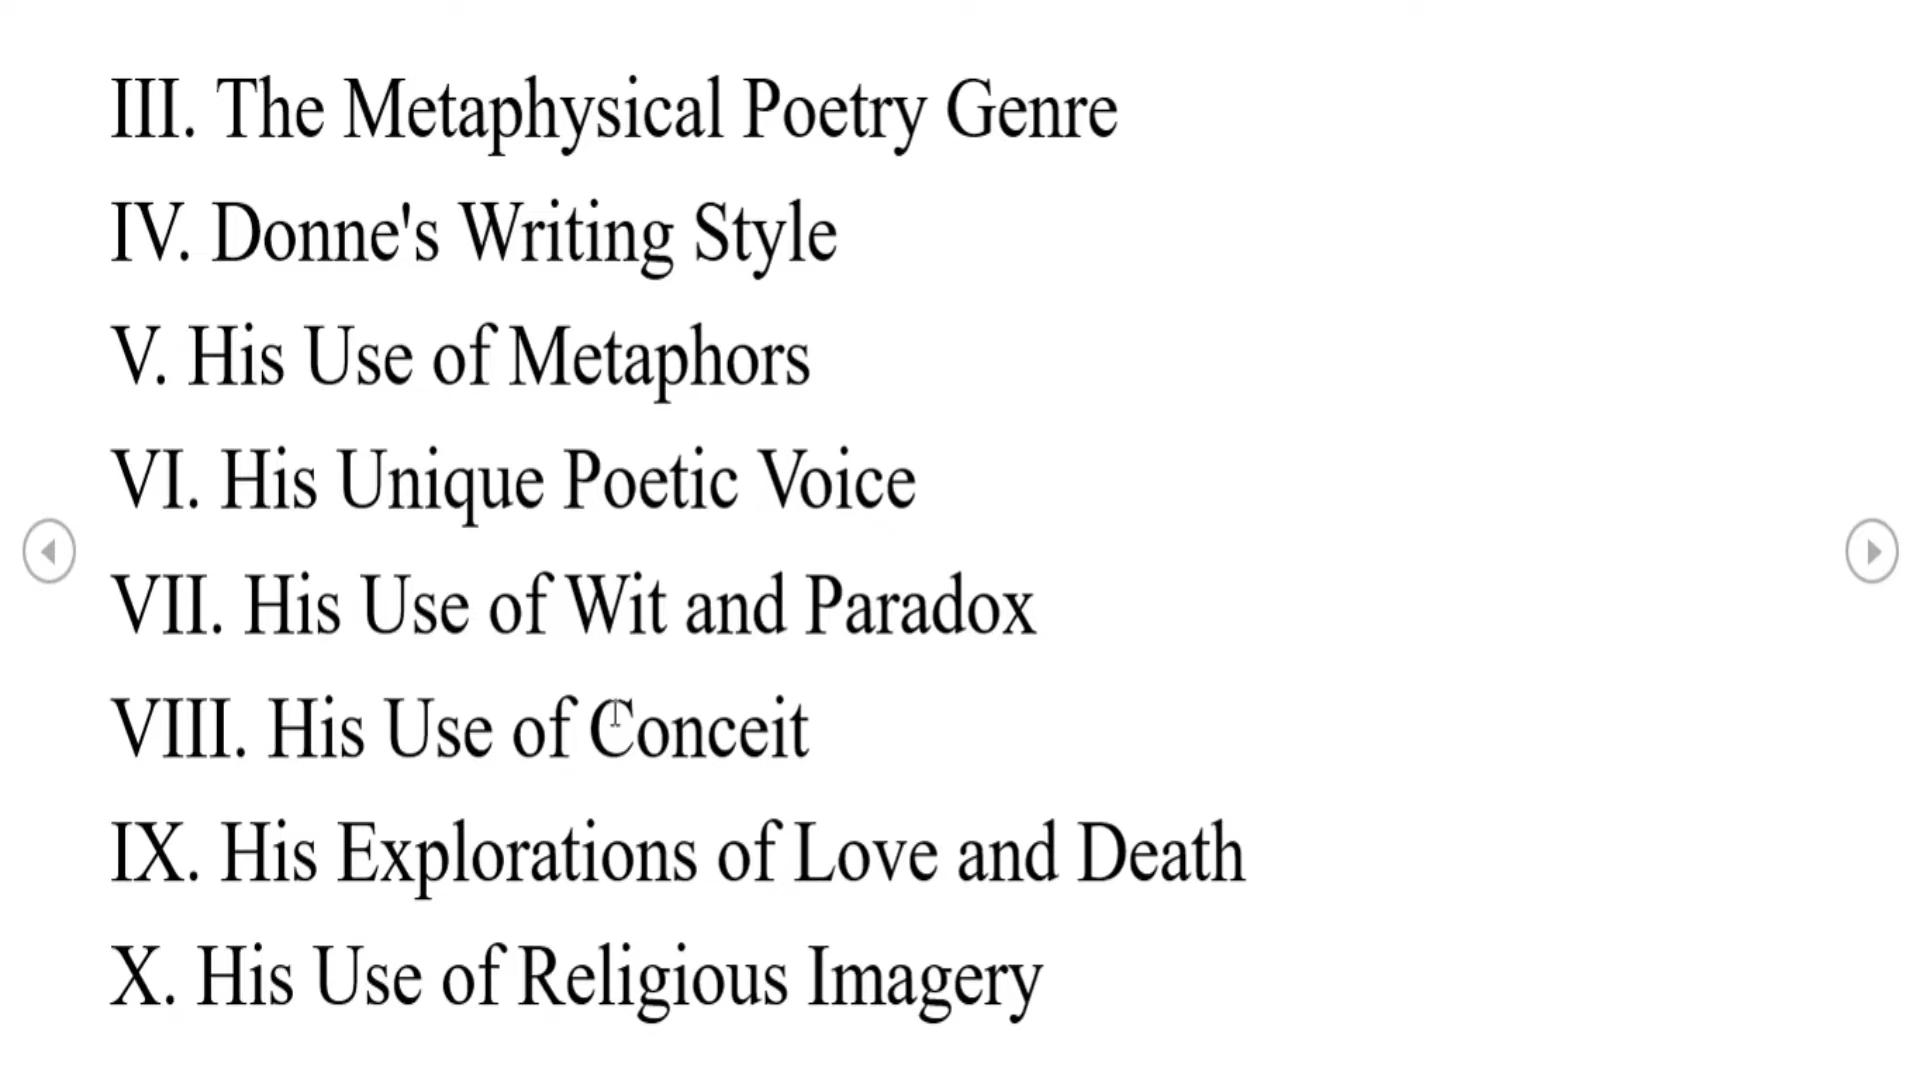 III. The Metaphysical Poetry Genre
IV. Donne's Writing Style
V. His Use of Metaphors
VI. His Unique Poetic Voice
VII. His Use of Wit and Paradox
VIII. His Use of Conceit
IX. His Explorations of Love and Death
X. His Use of Religious Imagery